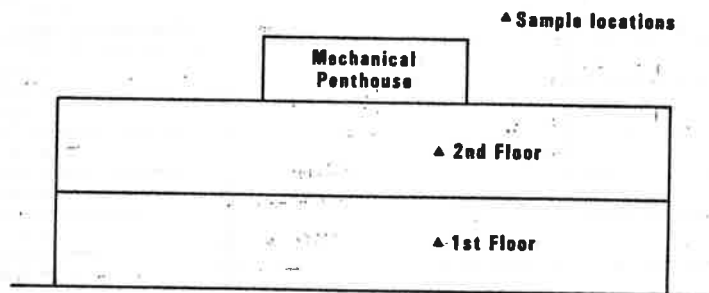 ▲ Sample locations
Mechanical
Penthouse
▲ 2nd Floor
▲ 1st Floor